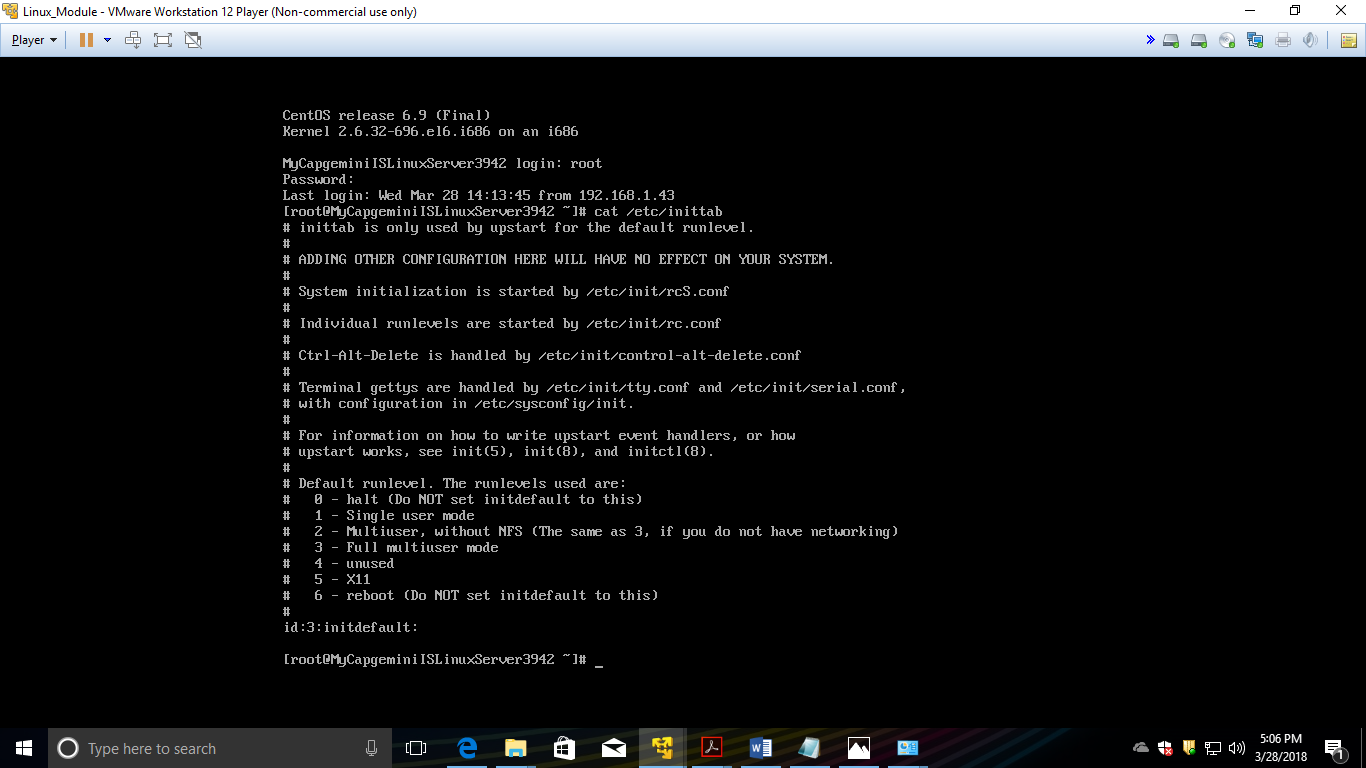 Linux_Module - VMware Workstation 12 Player (Non-commercial use only)
Player
CentOS release 6.9 (Final)
Kernel 2.6.32-696.el6.i686 on an i686
MyCapgeminiISLinuxServer3942 login: root
Password:
Last login: Wed Mar 28 14:13:45 from 192.168.1.43
[root@MyCapgeminiISLinuxServer3942 ~]# cat /etc/inittab
# inittab is only used by upstart for the default runlevel.
#
# ADDING OTHER CONFIGURATION HERE WILL HAVE NO EFFECT ON YOUR SYSTEM.
#
# System initialization is started by /etc/init/rcS.conf
#
# Individual runlevels are started by /etc/init/rc.conf
#
# Ctrl-Alt-Delete is handled by /etc/init/control-alt-delete.conf
#
# Terminal gettys are handled by /etc/init/tty.conf and /etc/init/serial.conf,
# with configuration in /etc/sysconfig/init.
#
# For information on how to write upstart event handlers, or how
# upstart works, see init(5), init(8), and initctl(8).
#
# Default runlevel. The runlevels used are:
#   0 - halt (Do NOT set initdefault to this)
#   1 - Single user mode
#   2 - Multiuser, without NFS (The same as 3, if you do not have networking)
#   3 - Full multiuser mode
#   4 - unused
#   5 - X11
#   6 - reboot (Do NOT set initdefault to this)
#
id:3:initdefault:
[root@MyCapgeminiISLinuxServer3942 ~]# _
Type here to search
5:06 PM
3/28/2018
1